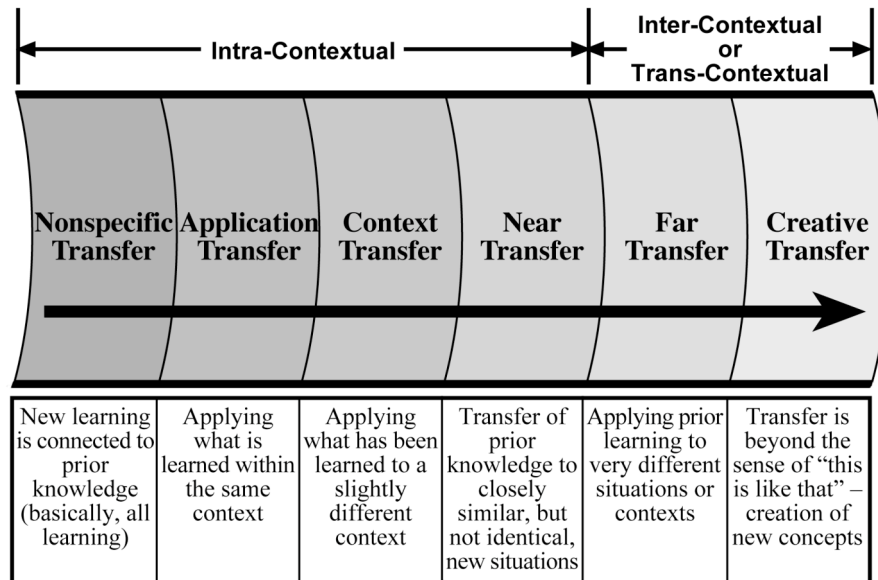 Intra-Contextual
Inter-Contextual
or
Trans-Contextual
Nonspecific
Transfer
Application
Transfer
Context
Transfer
Near
Transfer
Far
Transfer
Creative
Transfer
New learning
is connected to
prior
knowledge
(basically, all
learning)
Applying
what is
learned within
the same
context
Applying
what has been
learned to a
slightly
different
context
Transfer of
prior
knowledge to
closely
similar, but
not identical,
new situations
Applying prior
learning to
very different
situations or
contexts
Transfer is
beyond the
sense of “this
is like that” –
creation of
new concepts